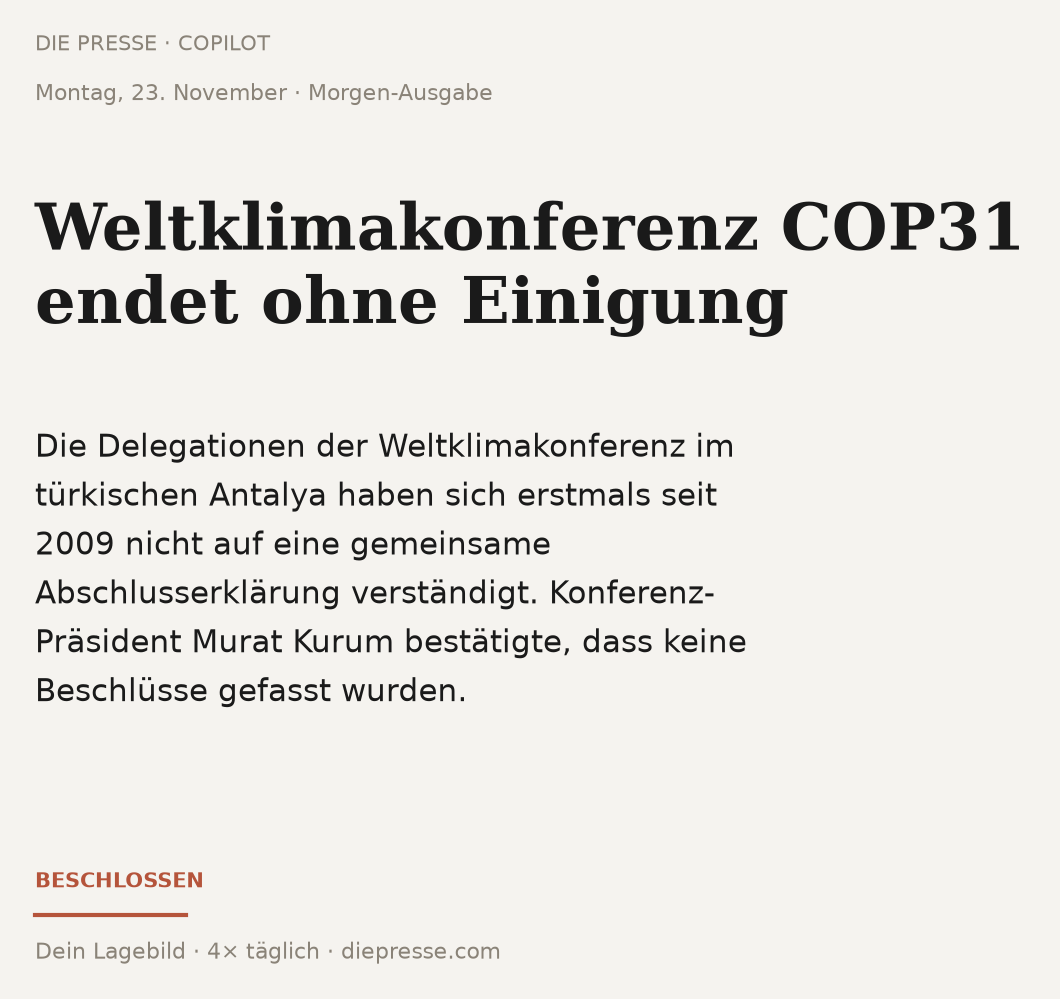 DIE PRESSE · COPILOT
Montag, 23. November · Morgen-Ausgabe
Weltklimakonferenz COP31
endet ohne Einigung
Die Delegationen der Weltklimakonferenz im
türkischen Antalya haben sich erstmals seit
2009 nicht auf eine gemeinsame
Abschlusserklärung verständigt. Konferenz-
Präsident Murat Kurum bestätigte, dass keine
Beschlüsse gefasst wurden.
BESCHLOSSEN
Dein Lagebild · 4× täglich · diepresse.com